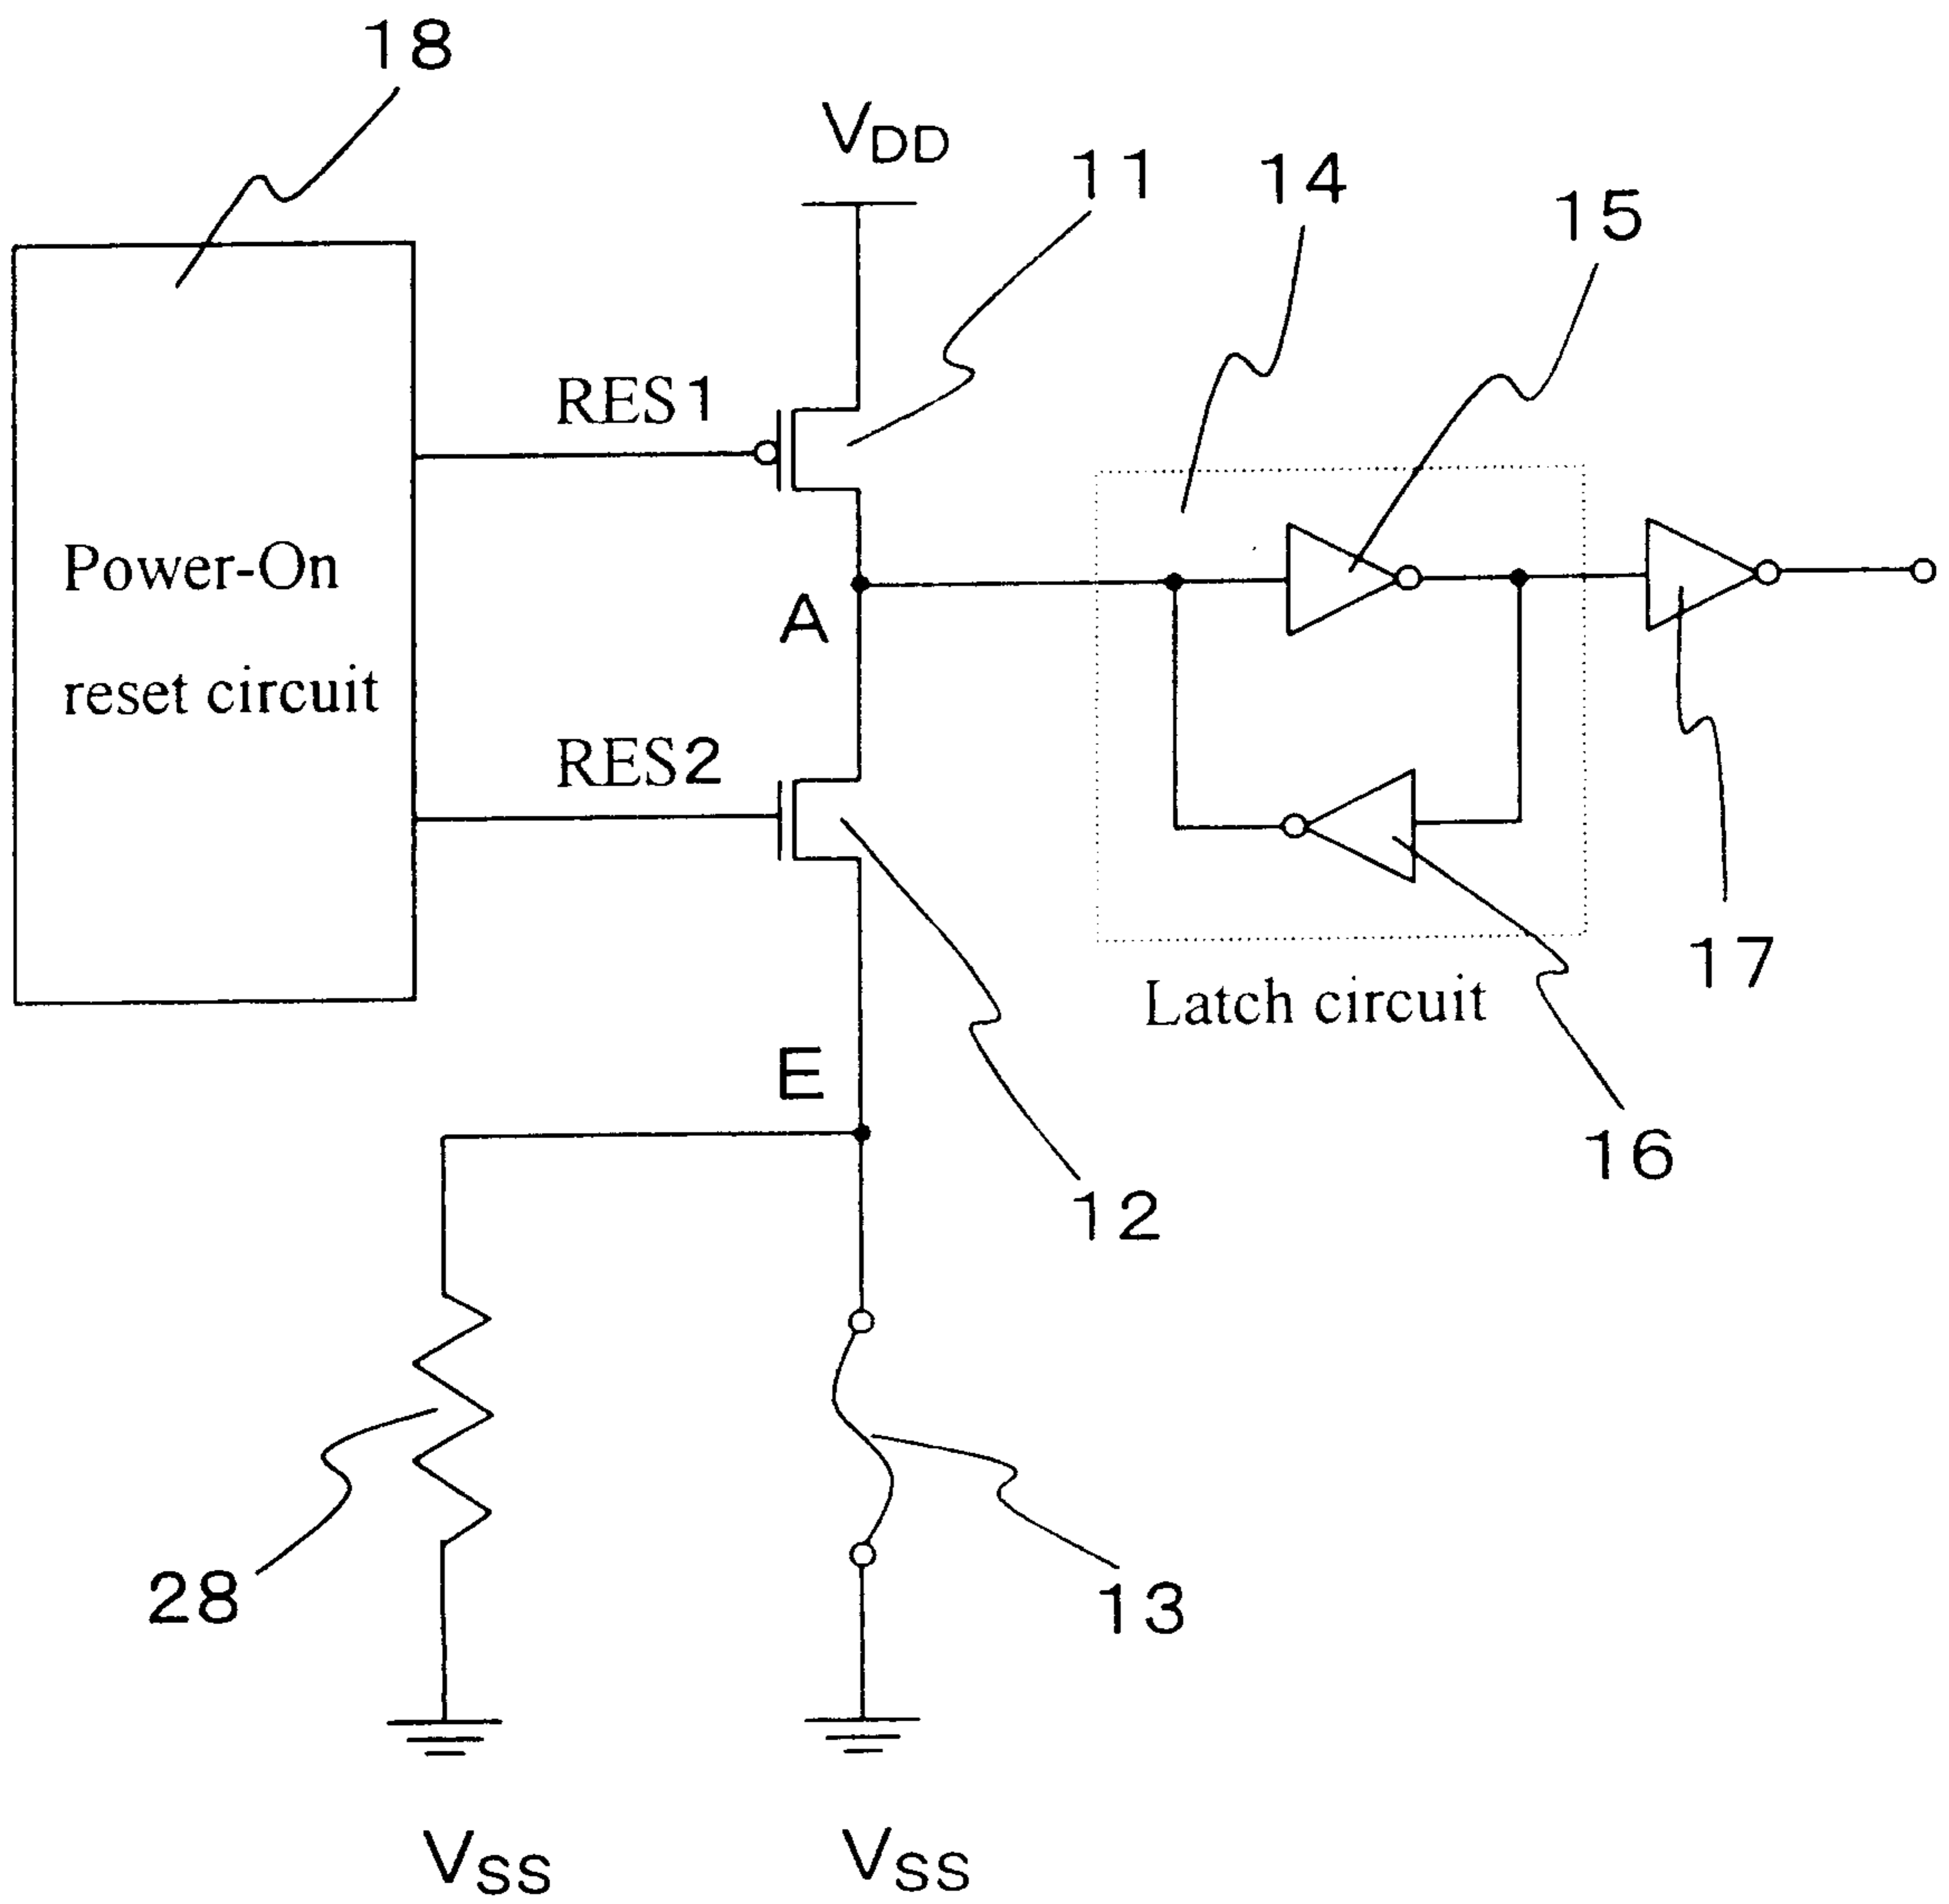 18
VDD
11
14
15
RES1
Power-On
reset circuit
A
RES2
17
Latch circuit
E
16
12
28
13
VSS
VSS